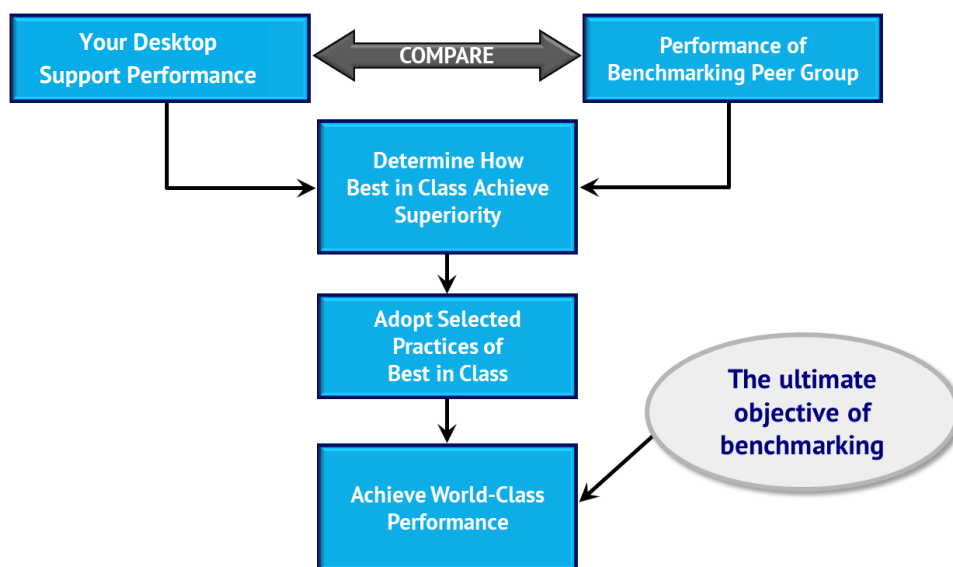 Your Desktop
Support Performance
COMPARE
Performance of
Benchmarking Peer Group
Determine How
Best in Class Achieve
Superiority
Adopt Selected
Practices of
Best in Class
The ultimate
objective of
benchmarking
Achieve World-Class
Performance